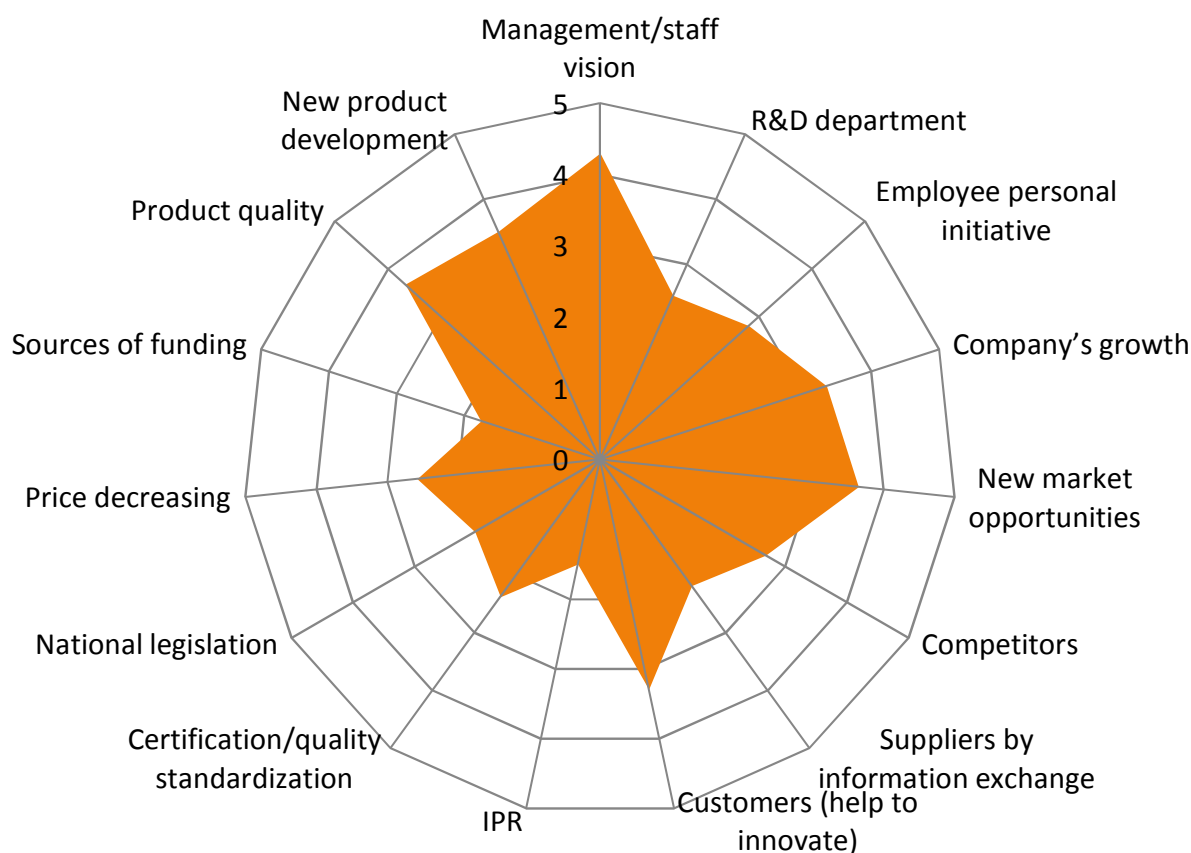 Management/staff
vision
New product
development
5
R&D department
4
Employee personal
initiative
Product quality
3
2
Sources of funding
Company’s growth
1
0
Price decreasing
New market
opportunities
National legislation
Competitors
Certification/quality
standardization
Suppliers by
information exchange
IPR
Customers (help to
innovate)